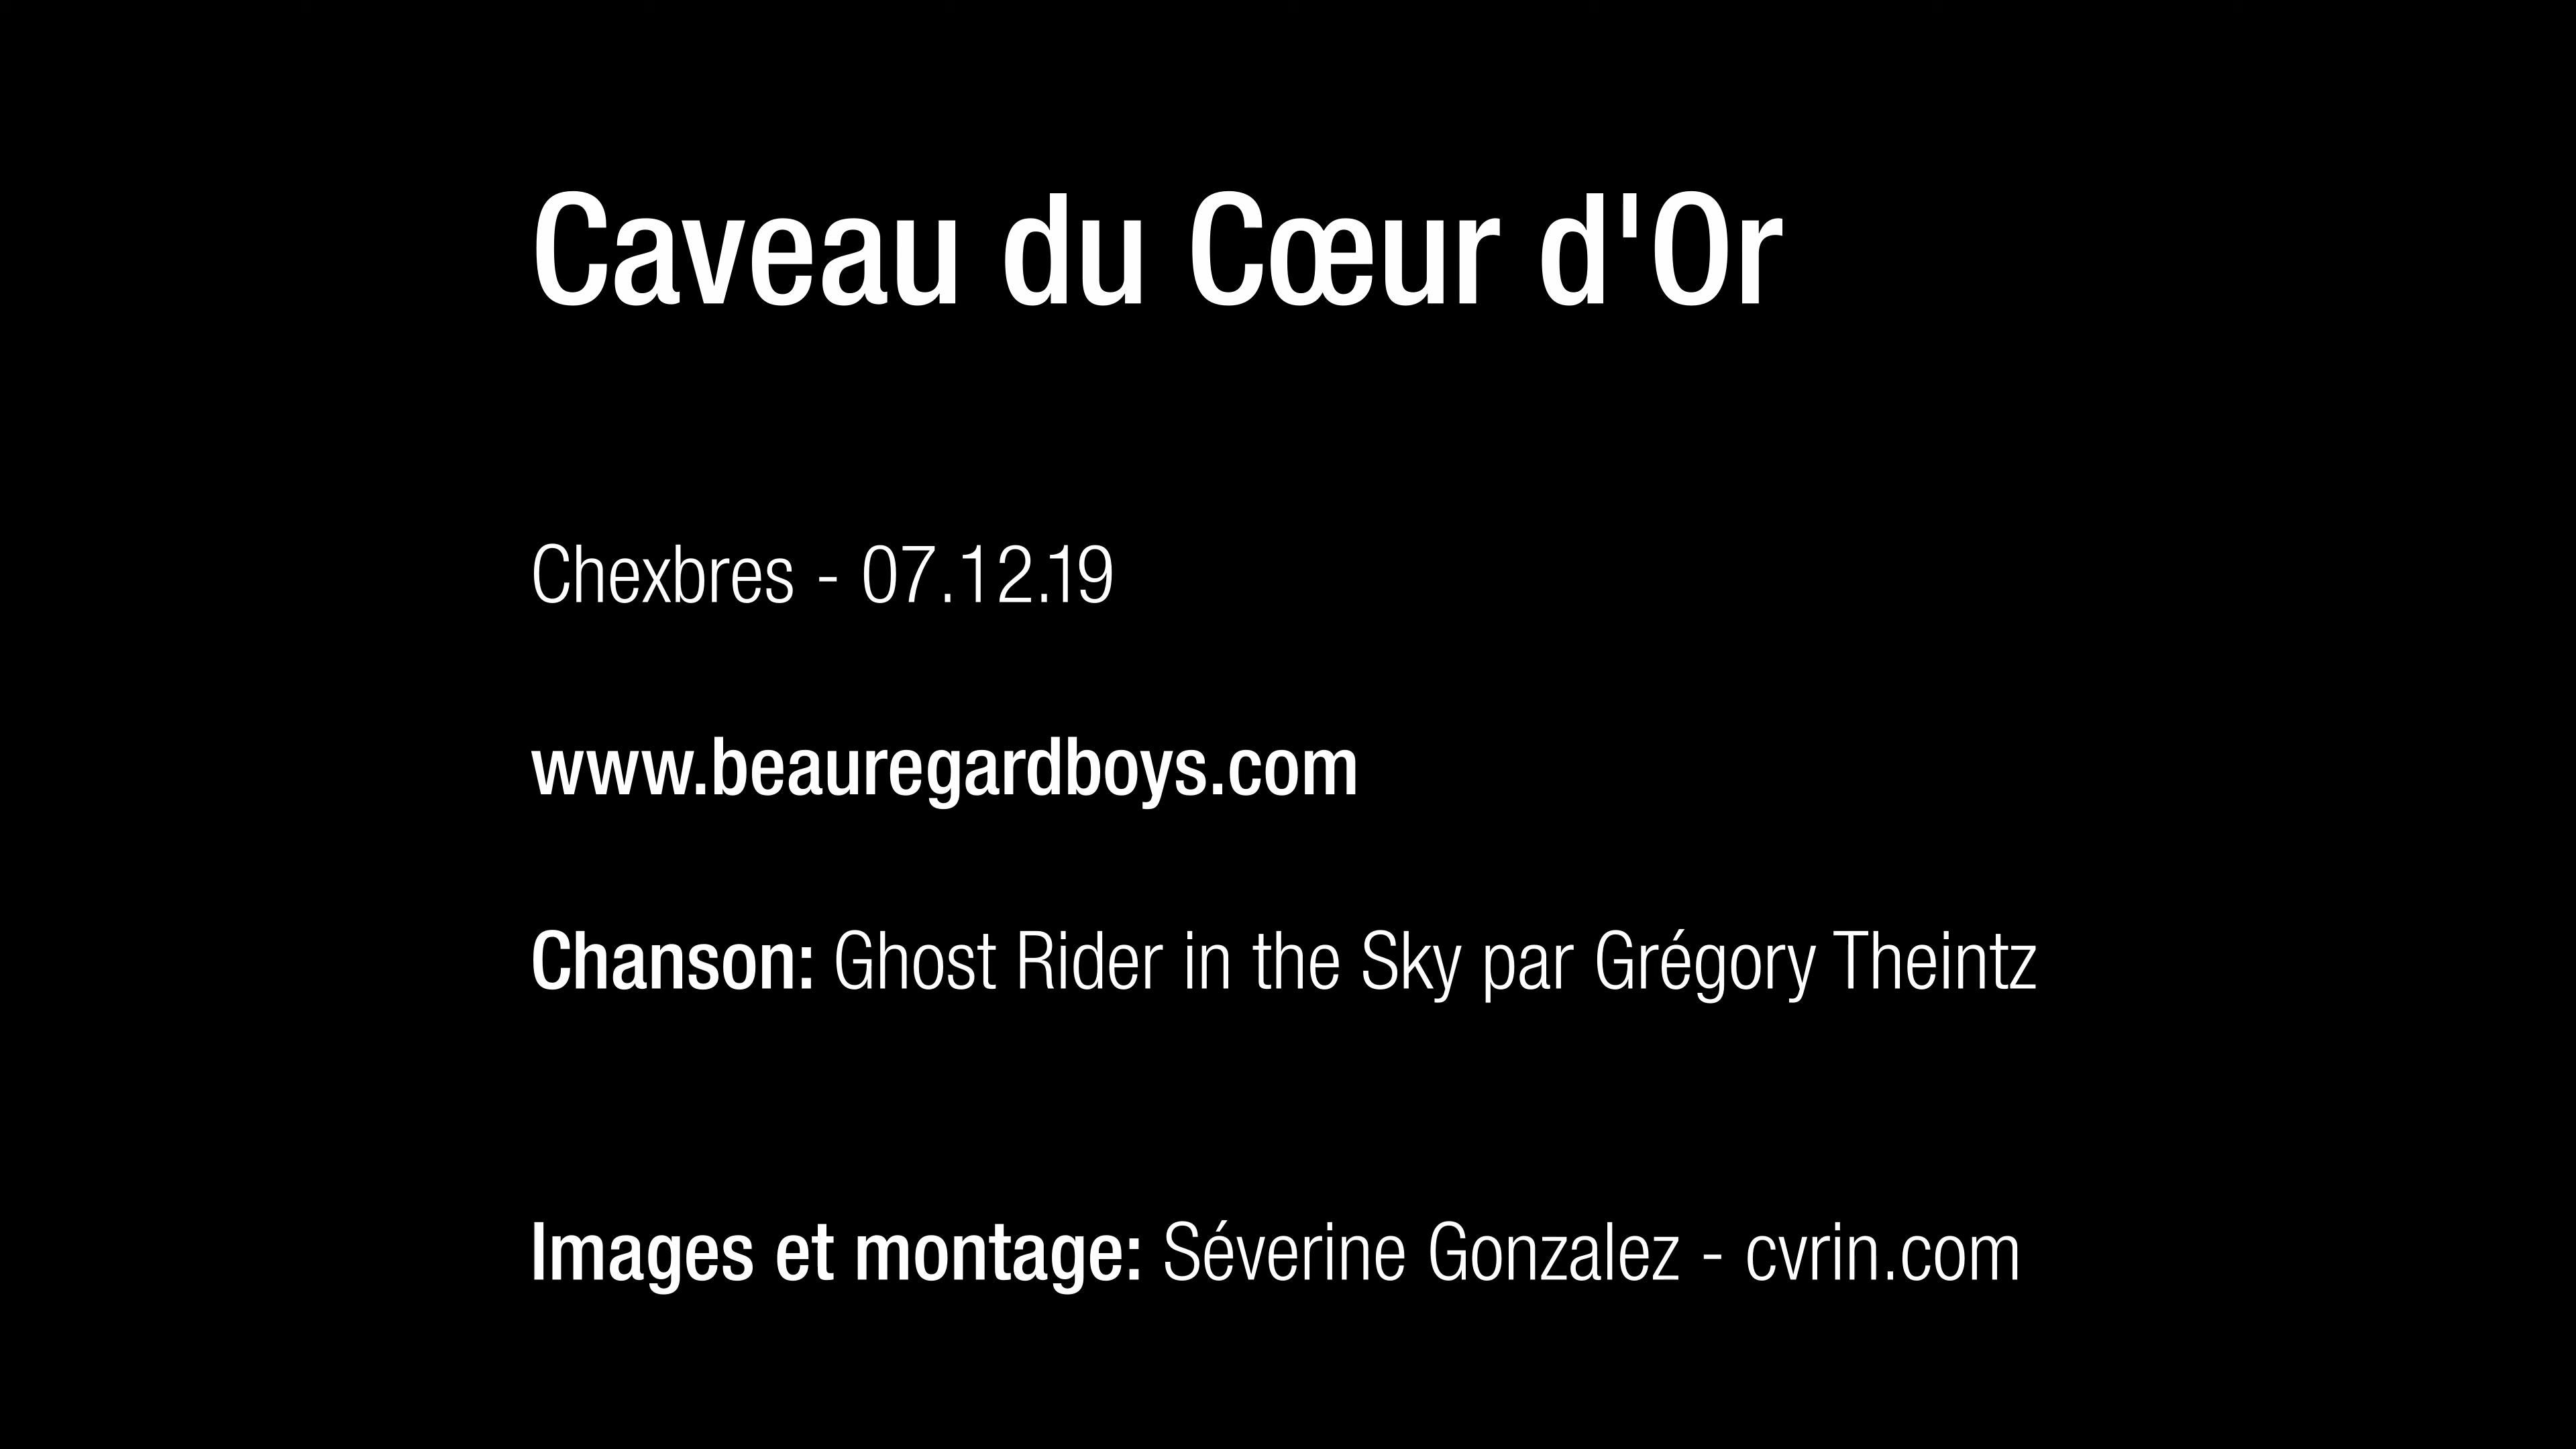 Caveau du Cœur d'Or
Chexbres - 07.12.19
www.beauregardboys.com
Chanson: Ghost Rider in the Sky par Grégory Theintz
Images et montage: Séverine Gonzalez - cvrin.com